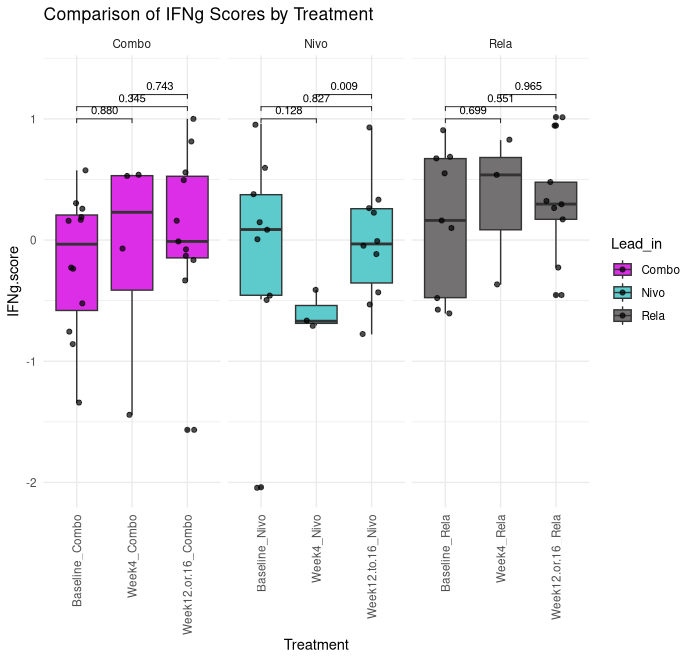 Comparison of IFNg Scores by Treatment
Combo
Nivo
Rela
0.743
0.345
0.880
0.009
0.827
0.128
0.965
0.551
0.699
1
0
-1
-2
IFNg.score
Baseline_Combo
Week4_Combo
Week12.or.16_Combo
Baseline_Nivo
Week4_Nivo
Week12.to.16_Nivo
Baseline_Rela
Week4_Rela
Week12.or.16_Rela
Treatment
Lead_in
Combo
Nivo
Rela